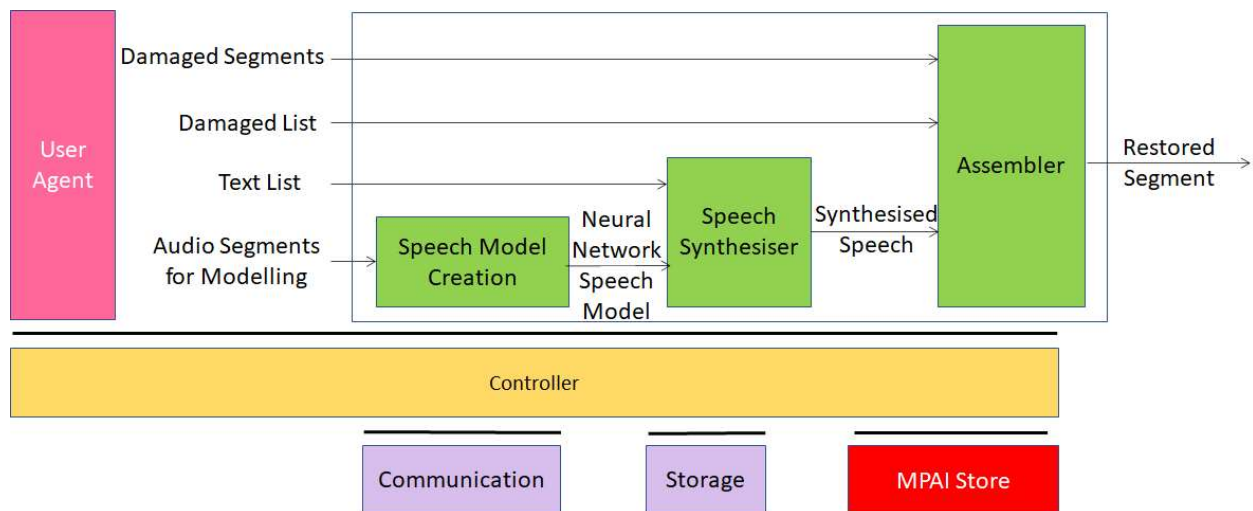 User
Agent
Damaged Segments
Damaged List
Text List
Audio Segments
for Modelling
Speech Model
Creation
Neural
Network
Speech
Model
Speech
Synthesiser
Synthesised
Speech
Assembler
Restored
Segment
Controller
Communication
Storage
MPAI Store